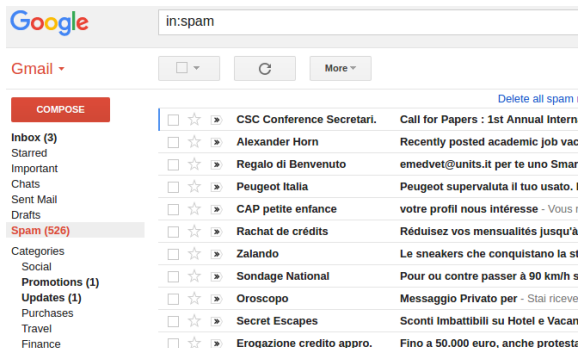 Google
in:spam
Gmail
More
Delete all spam
COMPOSE
Inbox (3)
Starred
Important
Chats
Sent Mail
Drafts
Spam (526)
Categories
Social
Promotions (1)
Updates (1)
Purchases
Travel
Finance
CSC Conference Secretari. Call for Papers : 1st Annual Intern
Alexander Horn Recently posted academic job vac
Regalo di Benvenuto emedvet@units.it per te uno Smar
Peugeot Italia Peugeot supervaluta il tuo usato.
CAP petite enfance votre profil nous intéresse - Vous
Rachat de crédits Réduisez vos mensualités jusqu'à
Zalando Le sneakers che conquistano la st
Sondage National Pour ou contre passer à 90 km/h s
Oroscopo Messaggio Privato per - Stai riceve
Secret Escapes Sconti Imbattibili su Hotel e Vacan
Erogazione credito appro. Fino a 50.000 euro, anche protesta